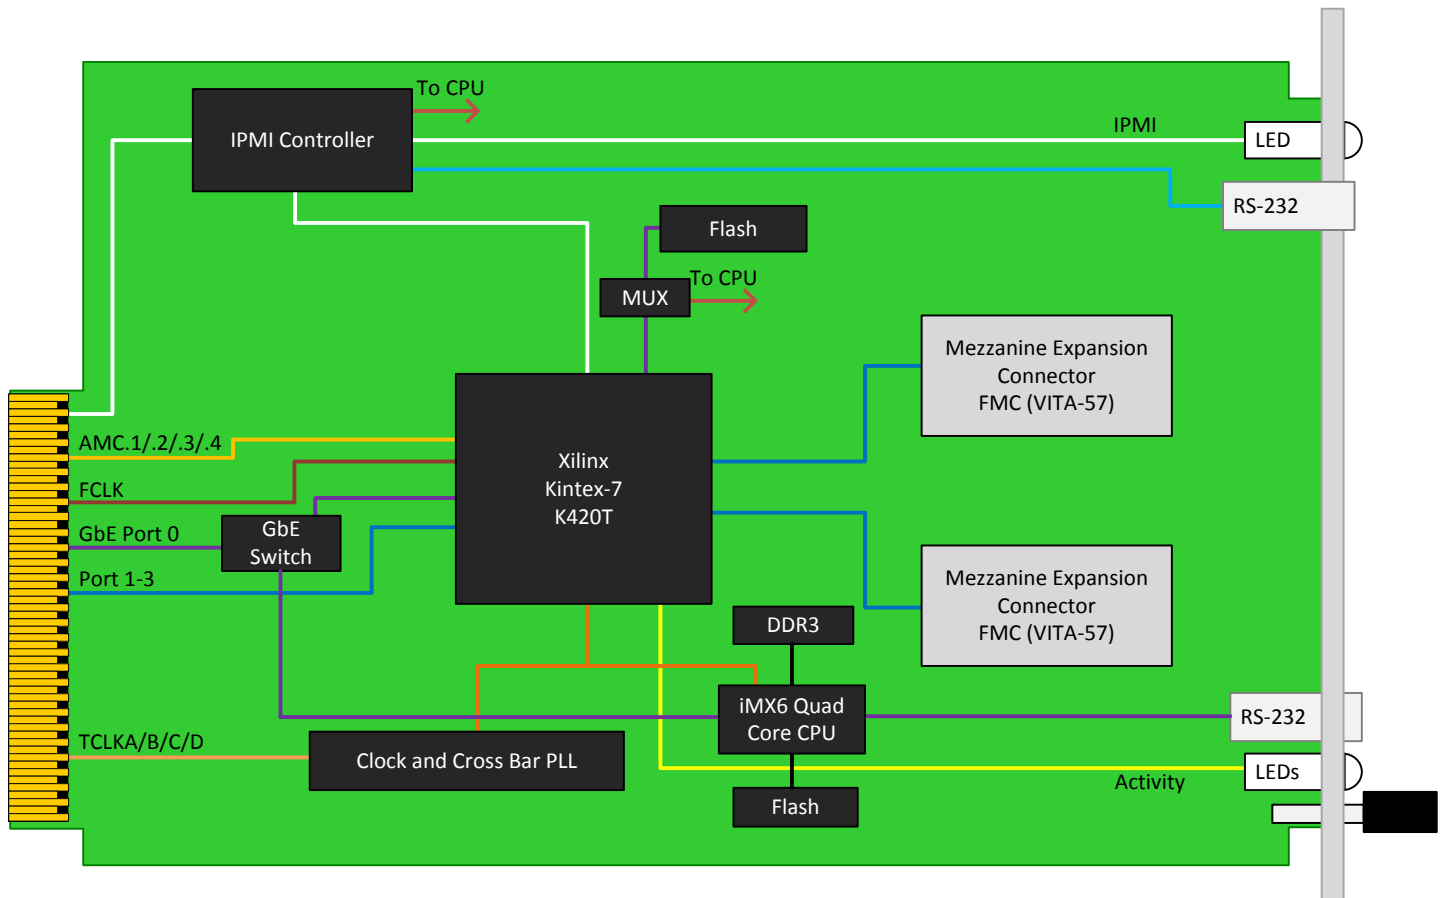 To CPU
IPMI Controller
IPMI
LED
RS-232
Flash
To CPU
MUX
Mezzanine Expansion
Connector
FMC (VITA-57)
AMC.1/.2/.3/.4
FCLK
GbE Port 0
Port 1-3
GbE
Switch
Xilinx
Kintex-7
K420T
Mezzanine Expansion
Connector
FMC (VITA-57)
DDR3
iMX6 Quad
Core CPU
RS-232
TCLKA/B/C/D
Clock and Cross Bar PLL
Activity
LEDs
Flash